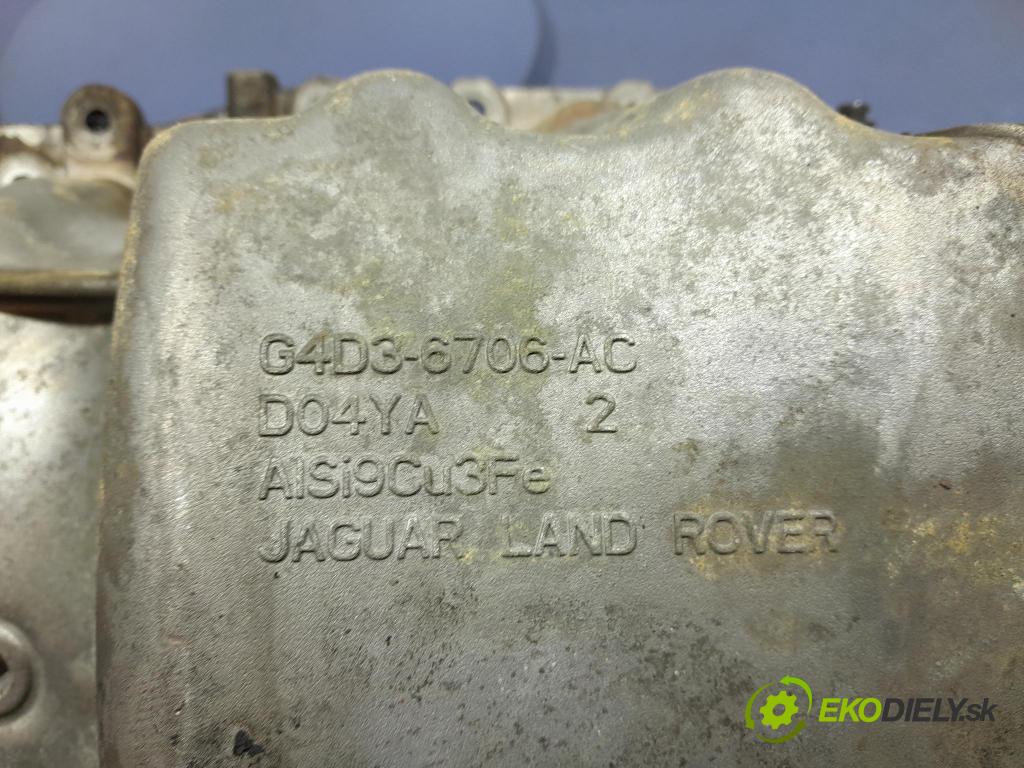 G4D3-6706-AC
D04YA 2
AlSi9Cu3Fe
JAGUAR LAND ROVER
EKODIELY.sk